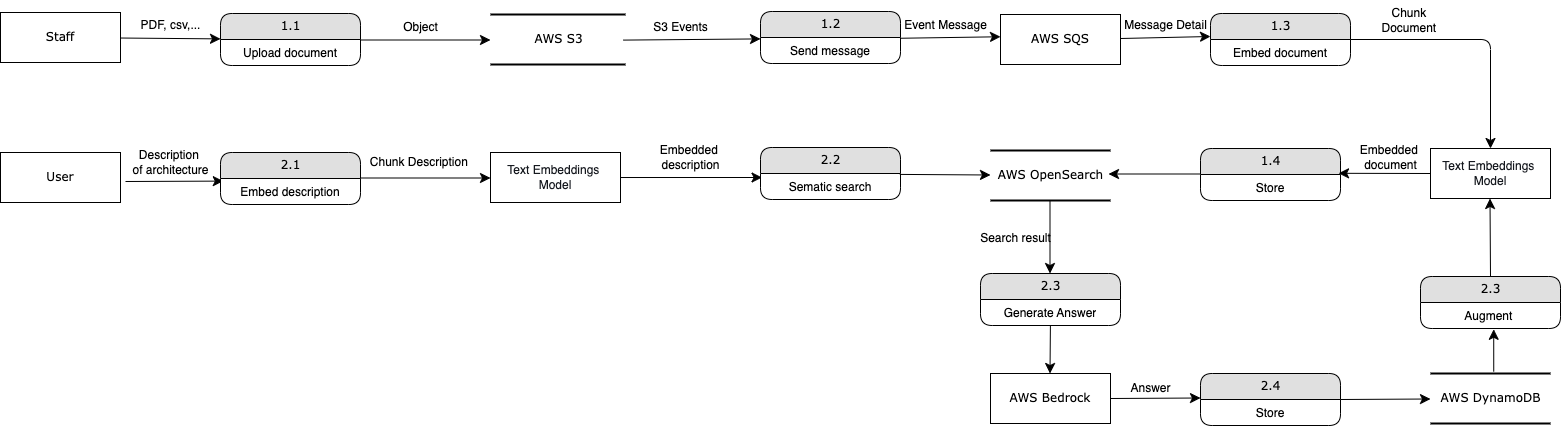 Staff
PDF, csv,...
1.1
Upload document
Object
AWS S3
S3 Events
1.2
Send message
Event Message
AWS SQS
Message Detail
1.3
Embed document
Chunk
Document
User
Description
of architecture
2.1
Embed description
Chunk Description
Text Embeddings
Model
Embedded
description
2.2
Sematic search
AWS OpenSearch
1.4
Store
Embedded
document
Text Embeddings
Model
Search result
2.3
Generate Answer
2.3
Augment
AWS Bedrock
Answer
2.4
Store
AWS DynamoDB